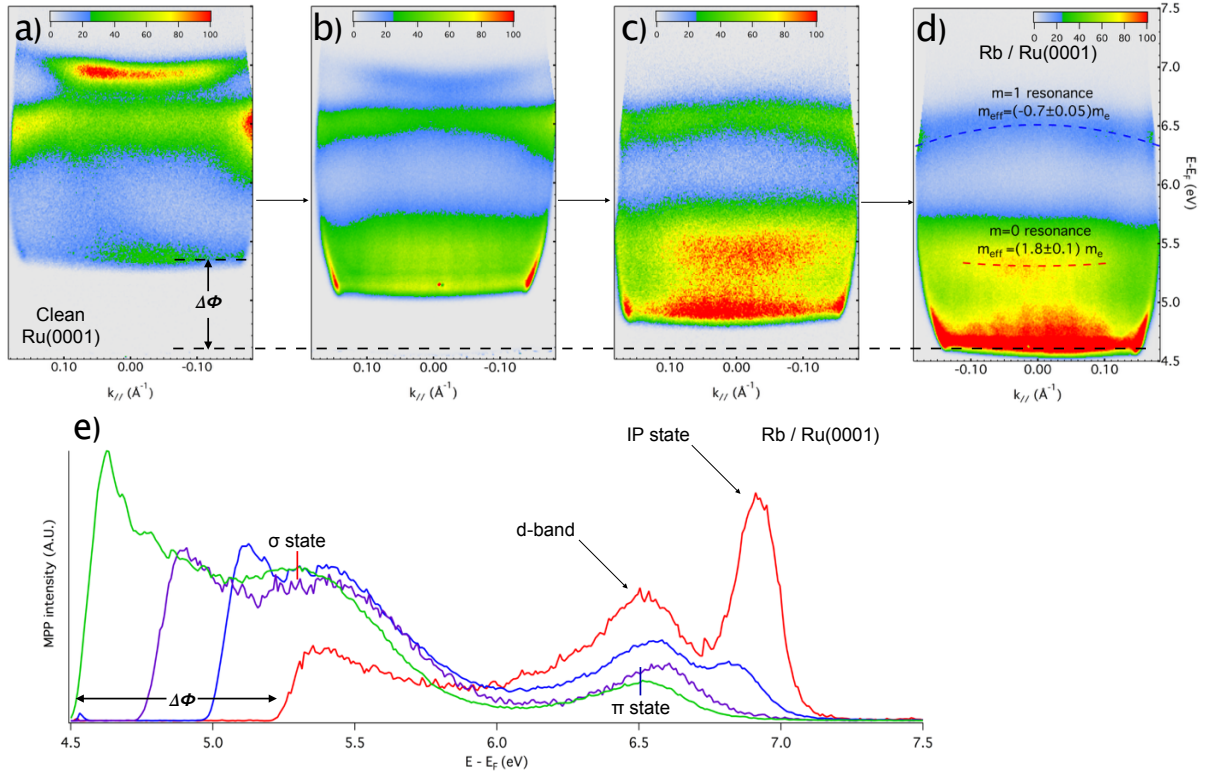 a)
0 20 40 60 80 100
ΔΦ
Clean
Ru(0001)
0.10 0.00 -0.10
k// (Å-1)
b)
0 20 40 60 80 100
0.10 0.00 -0.10
k// (Å-1)
c)
0 20 40 60 80 100
0.10 0.00 -0.10
k// (Å-1)
d)
0 20 40 60 80 100
Rb / Ru(0001)
m=1 resonance
meff=(-0.7±0.05)me
m=0 resonance
meff=(1.8±0.1) me
7.5
7.0
6.5
6.0
5.5
5.0
4.5
E-EF
(eV)
-0.10 0.00 0.10
k// (Å-1)
e)
IP state
Rb / Ru(0001)
d-band
σ state
π state
ΔΦ
MPP intensity (A.U.)
4.5 5.0 5.5 6.0 6.5 7.0 7.5
E - EF (eV)